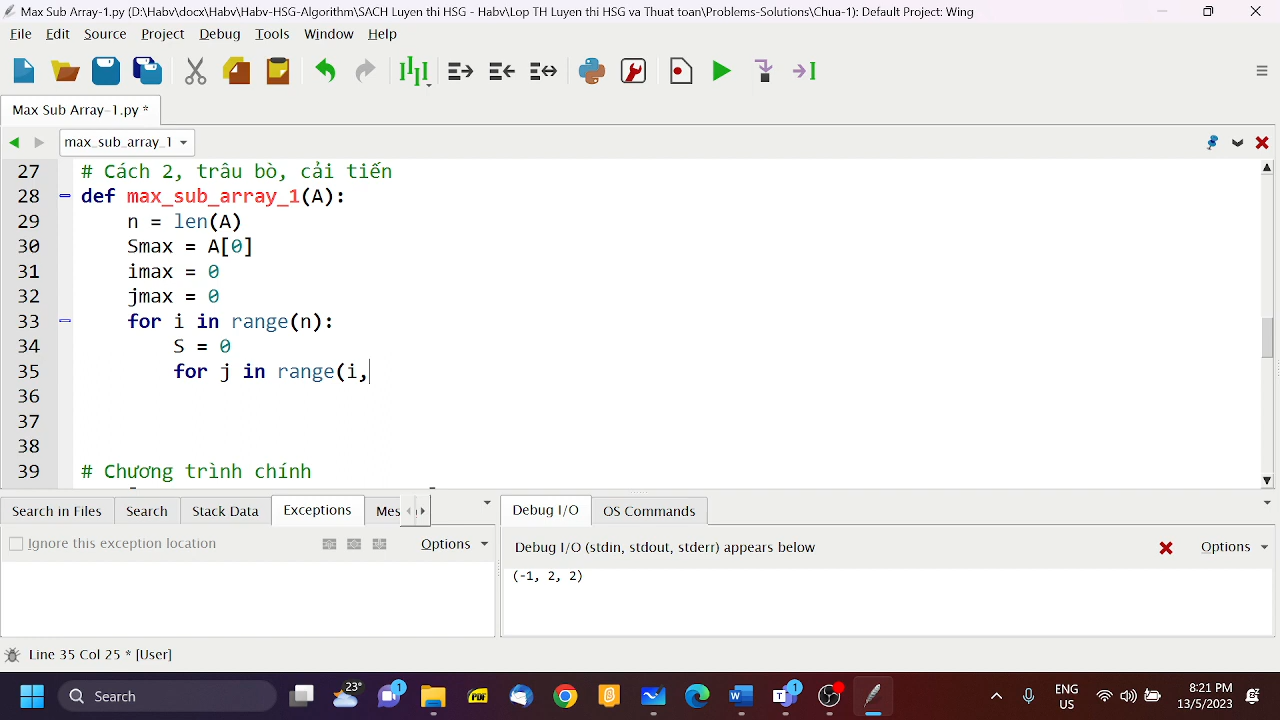 Max Sub Array-1.py (D:\Habv\docx\Habv\Habv-HSG-Algorithm\SACH Luyen thi HSG - Habv\Lop TH Luyen thi HSG va Thuat toan\Problems-Solutions\Chua-1): Default Project: Wing
File Edit Source Project Debug Tools Window Help
Max Sub Array-1.py *
max_sub_array_1
27 # Cách 2, trâu bò, cải tiến
28 def max_sub_array_1(A):
29 n = len(A)
30 Smax = A[0]
31 imax = 0
32 jmax = 0
33 for i in range(n):
34 S = 0
35 for j in range(i,
36
37
38
39 # Chương trình chính
Search in Files Search Stack Data Exceptions Mes Debug I/O OS Commands
Ignore this exception location Options Debug I/O (stdin, stdout, stderr) appears below Options
(-1, 2, 2)
Line 35 Col 25 * [User]
Search 23° 1 PDF 1 ENG US 8:21 PM 13/5/2023